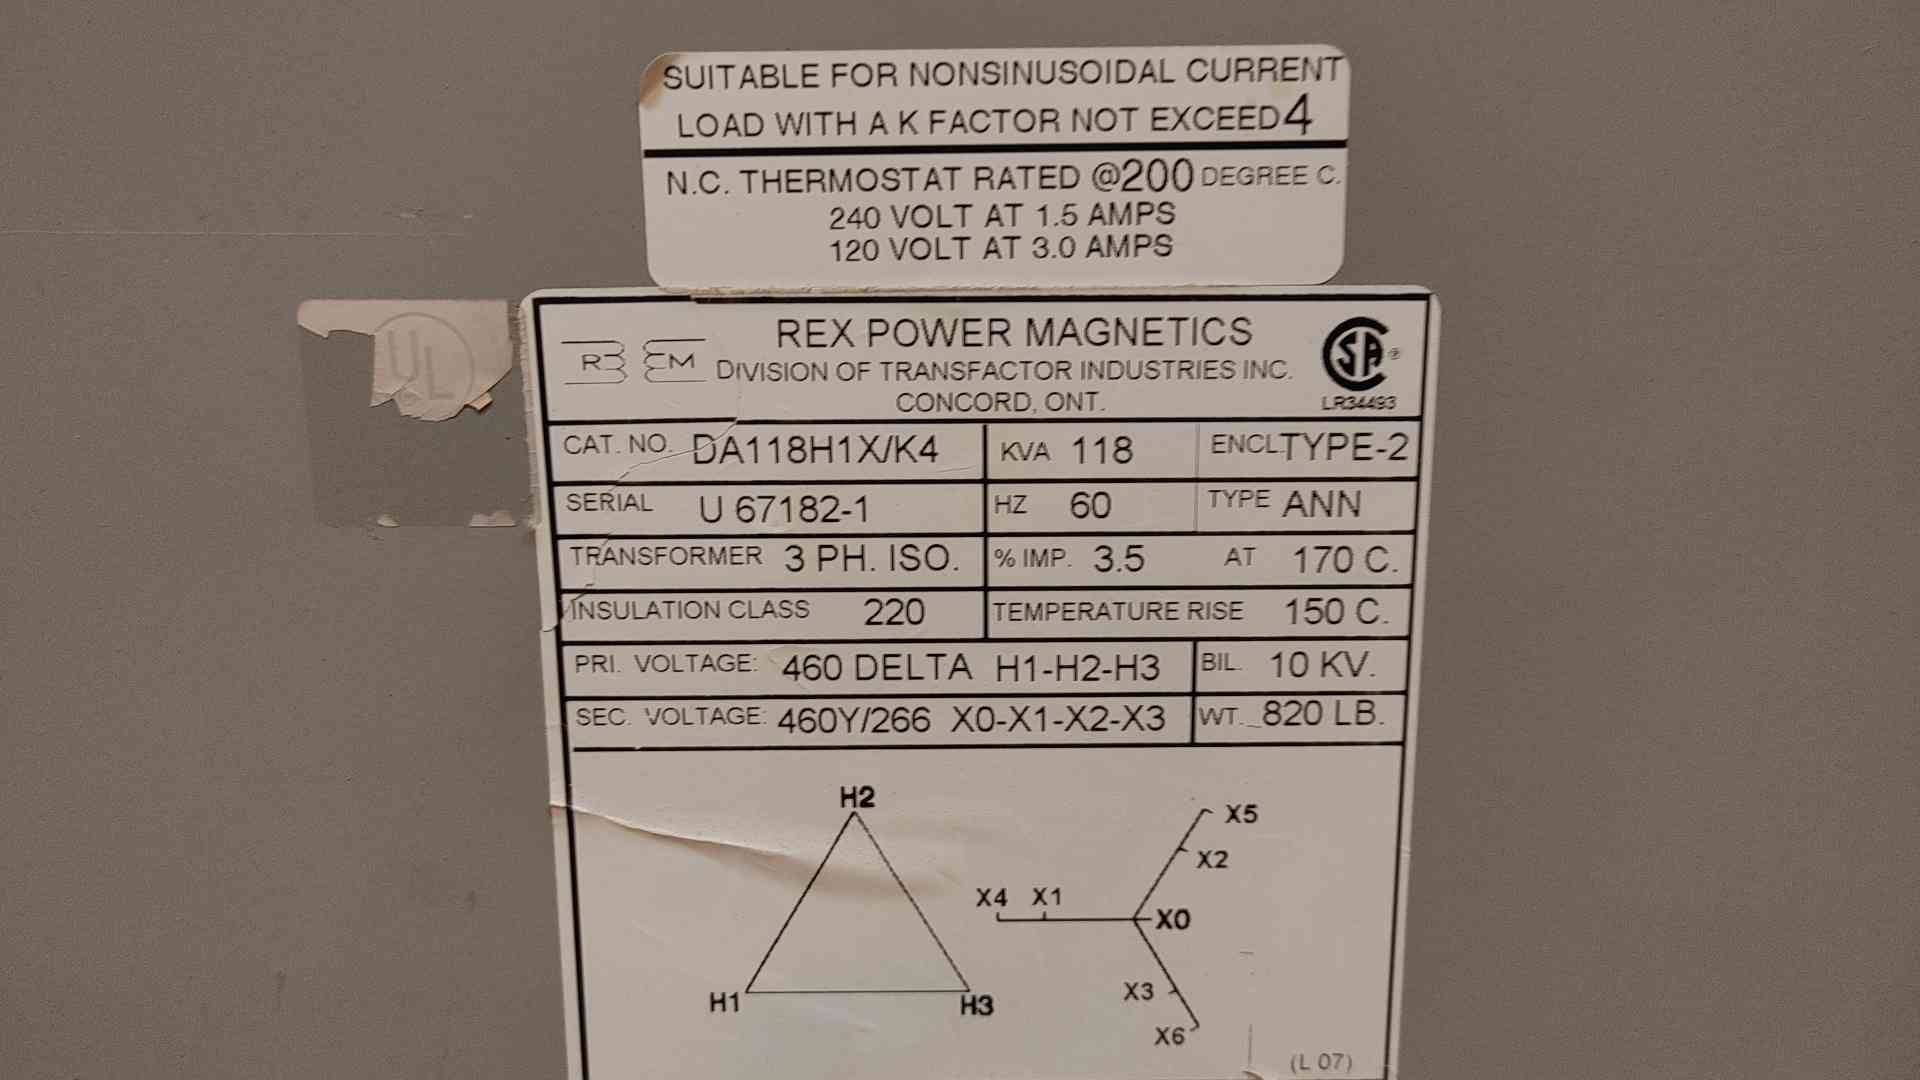 SUITABLE FOR NONSINUSOIDAL CURRENT
LOAD WITH A K FACTOR NOT EXCEED 4
N.C. THERMOSTAT RATED @200 DEGREE C.
240 VOLT AT 1.5 AMPS
120 VOLT AT 3.0 AMPS
UL
R M
REX POWER MAGNETICS
DIVISION OF TRANSFACTOR INDUSTRIES INC.
CONCORD, ONT.
SA ®
LR34493
CAT. NO. DA118H1X/K4 KVA 118 ENCL. TYPE-2
SERIAL U 67182-1 HZ 60 TYPE ANN
TRANSFORMER 3 PH. ISO. % IMP. 3.5 AT 170 C.
INSULATION CLASS 220 TEMPERATURE RISE 150 C.
PRI. VOLTAGE: 460 DELTA H1-H2-H3 BIL. 10 KV.
SEC. VOLTAGE: 460Y/266 X0-X1-X2-X3 WT. 820 LB.
H2
X5
X2
X4 X1
X0
X3
H1 H3
X6
(L 07)